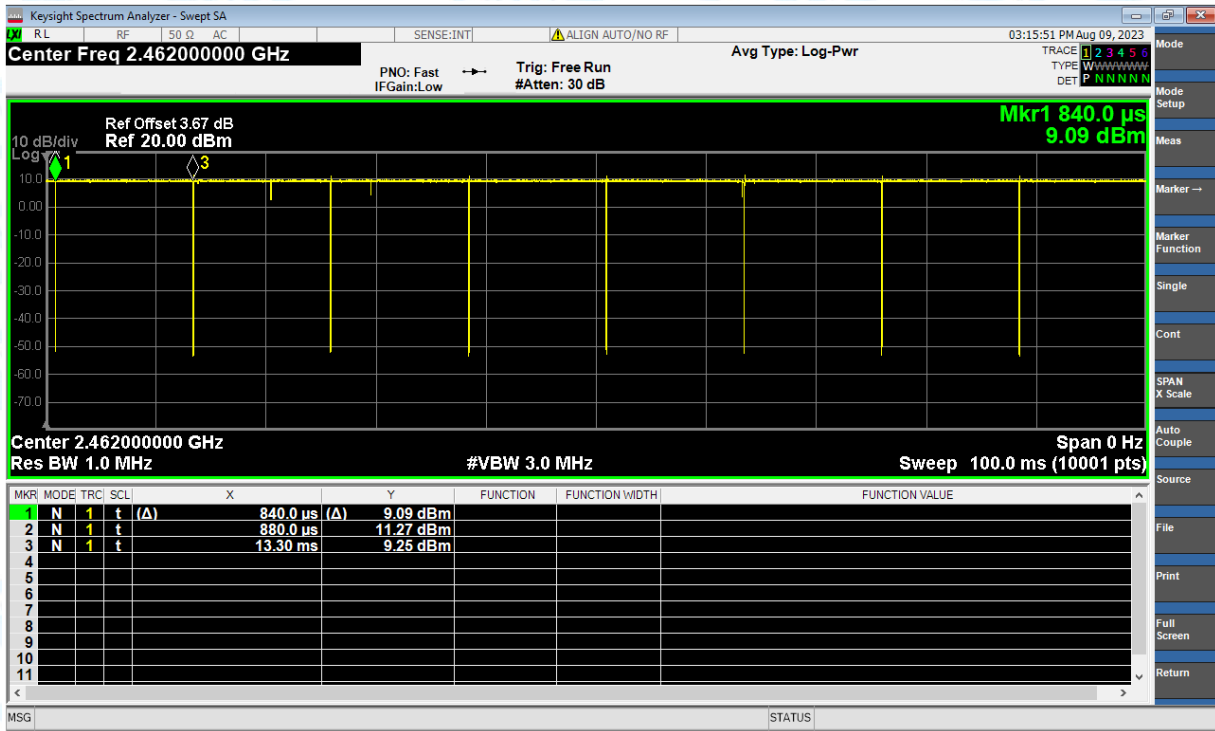 Keysight Spectrum Analyzer - Swept SA
LXI RL RF 50 Ω AC SENSE:INT ALIGN AUTO/NO RF 03:15:51 PM Aug 09, 2023
Center Freq 2.462000000 GHz
PNO: Fast
IFGain:Low
Trig: Free Run
#Atten: 30 dB
Avg Type: Log-Pwr
TRACE 1 2 3 4 5 6
TYPE WWWWWW
DET P N N N N N
Mkr1 840.0 µs
9.09 dBm
Ref Offset 3.67 dB
10 dB/div Ref 20.00 dBm
Log
1
3
10.0
0.00
-10.0
-20.0
-30.0
-40.0
-50.0
-60.0
-70.0
Center 2.462000000 GHz Span 0 Hz
Res BW 1.0 MHz #VBW 3.0 MHz Sweep 100.0 ms (10001 pts)
MKR MODE TRC SCL X Y FUNCTION FUNCTION WIDTH FUNCTION VALUE
1 N 1 t (Δ) 840.0 µs (Δ) 9.09 dBm
2 N 1 t 880.0 µs 11.27 dBm
3 N 1 t 13.30 ms 9.25 dBm
4
5
6
7
8
9
10
11
MSG STATUS
Mode
Mode
Setup
Meas
Marker →
Marker
Function
Single
Cont
SPAN
X Scale
Auto
Couple
Source
File
Print
Full
Screen
Return